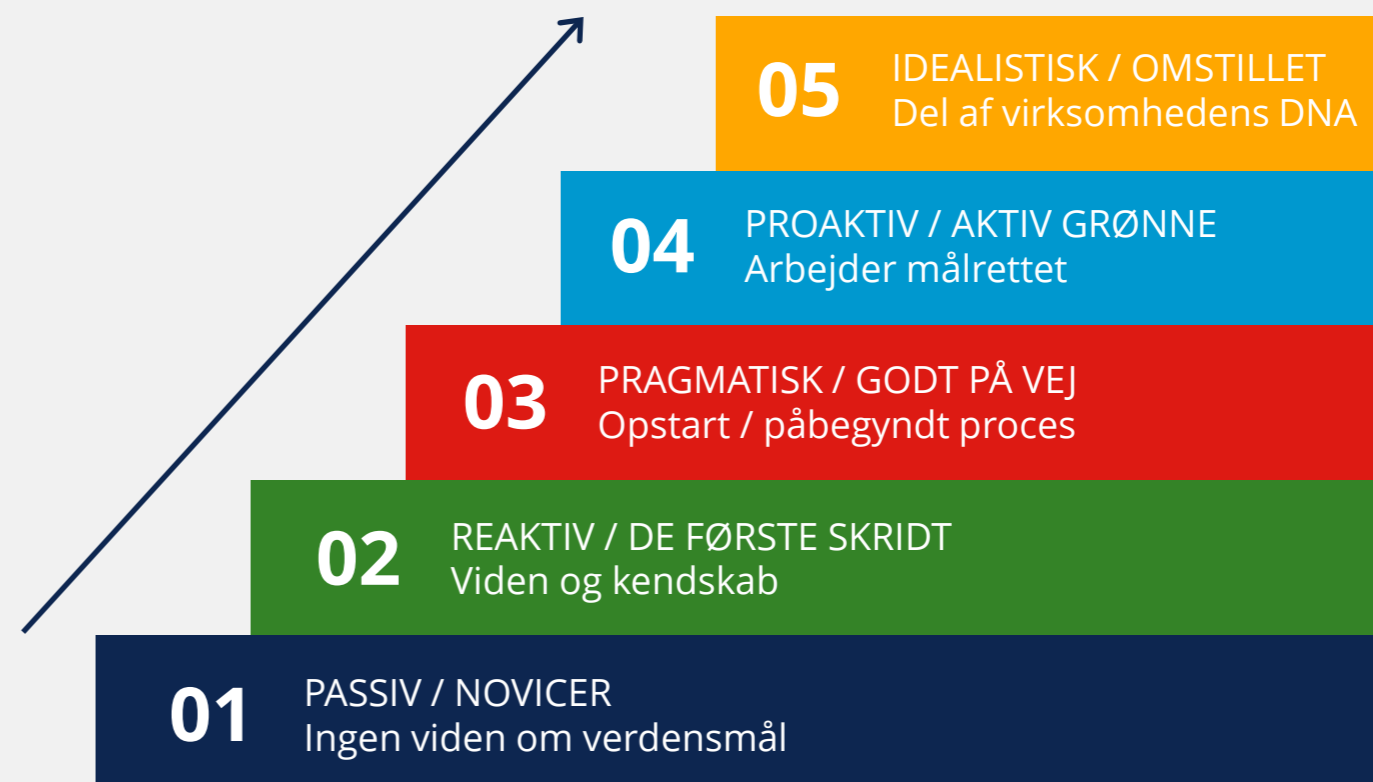 05
IDEALISTISK / OMSTILLET
Del af virksomhedens DNA
04
PROAKTIV / AKTIV GRØNNE
Arbejder målrettet
03
PRAGMATISK / GODT PÅ VEJ
Opstart / påbegyndt proces
02
REAKTIV / DE FØRSTE SKRIDT
Viden og kendskab
01
PASSIV / NOVICER
Ingen viden om verdensmål